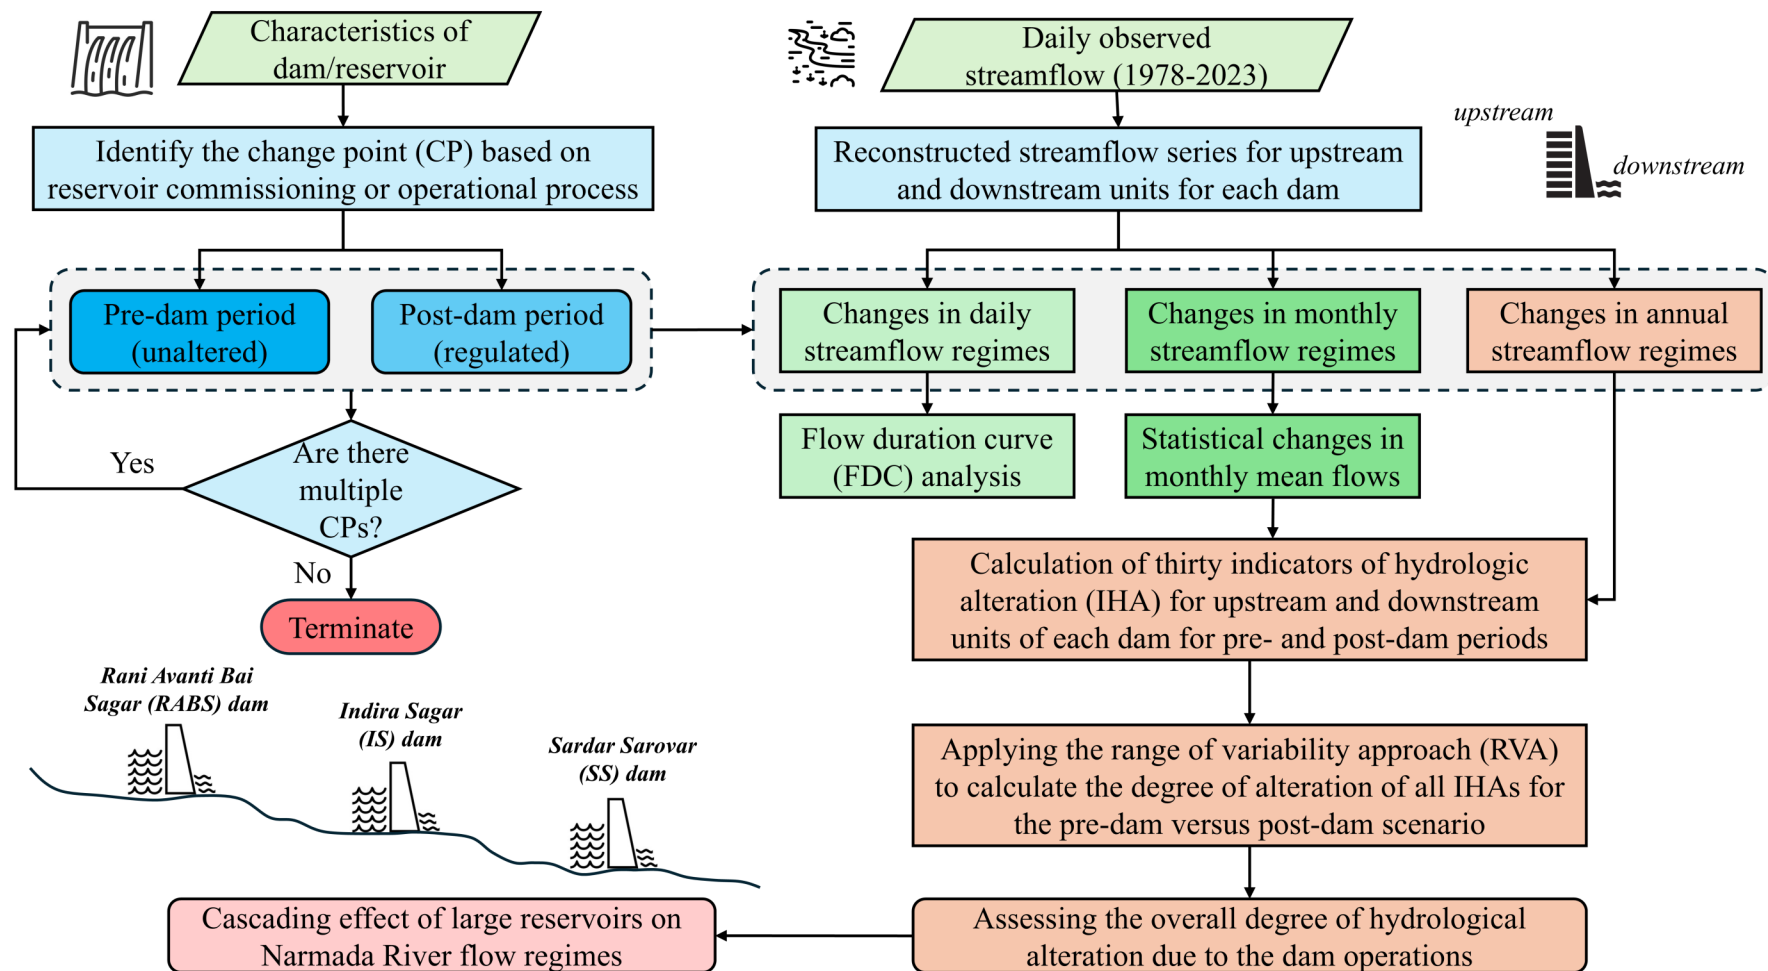 Characteristics of
dam/reservoir
Daily observed
streamflow (1978-2023)
upstream
downstream
Identify the change point (CP) based on
reservoir commissioning or operational process
Reconstructed streamflow series for upstream
and downstream units for each dam
Pre-dam period
(unaltered)
Post-dam period
(regulated)
Changes in daily
streamflow regimes
Changes in monthly
streamflow regimes
Changes in annual
streamflow regimes
Are there
multiple
CPs?
Yes
No
Terminate
Flow duration curve
(FDC) analysis
Statistical changes in
monthly mean flows
Calculation of thirty indicators of hydrologic
alteration (IHA) for upstream and downstream
units of each dam for pre- and post-dam periods
Rani Avanti Bai
Sagar (RABS) dam
Indira Sagar
(IS) dam
Sardar Sarovar
(SS) dam
Applying the range of variability approach (RVA)
to calculate the degree of alteration of all IHAs for
the pre-dam versus post-dam scenario
Assessing the overall degree of hydrological
alteration due to the dam operations
Cascading effect of large reservoirs on
Narmada River flow regimes